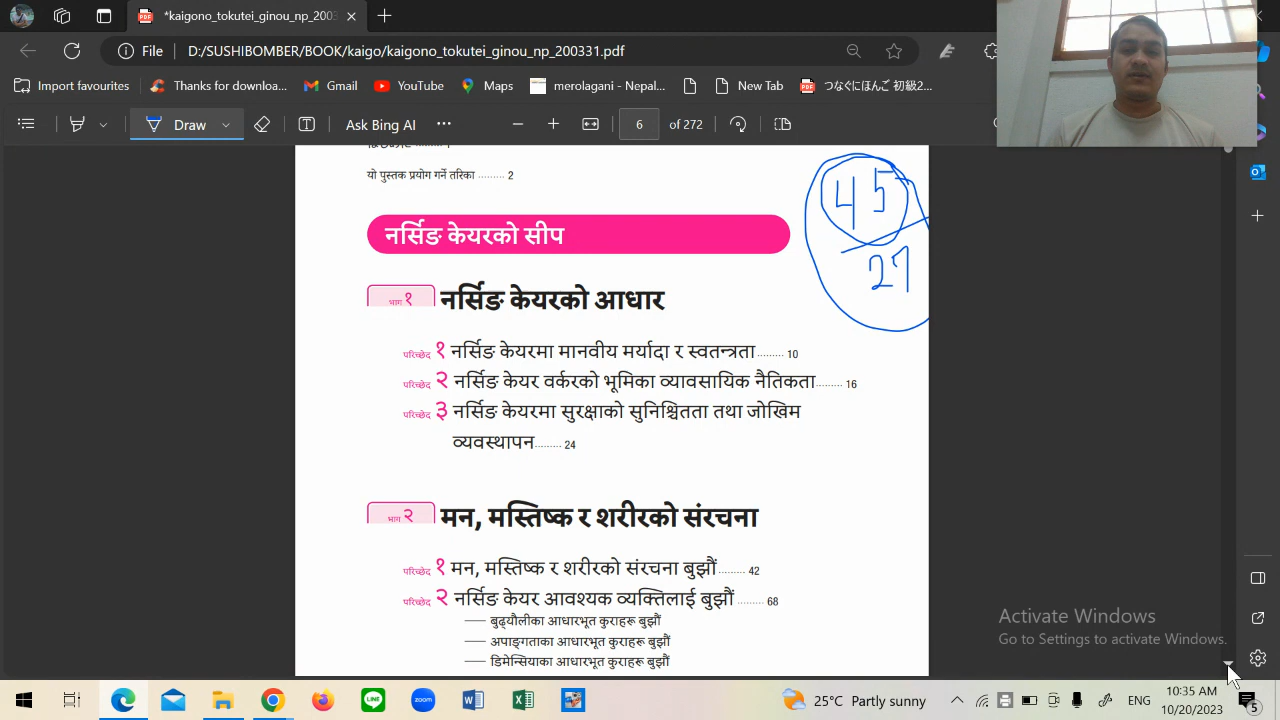 *kaigono_tokutei_ginou_np_2003
File
D:/SUSHIBOMBER/BOOK/kaigo/kaigono_tokutei_ginou_np_200331.pdf
Import favourites
Thanks for downloa...
Gmail
YouTube
Maps
merolagani - Nepal...
New Tab
つなぐにほんご 初級2...
Draw
Ask Bing AI
6 of 272
यो पुस्तक प्रयोग गर्ने तरिका ......... 2
नर्सिङ केयरको सीप
45
27
भाग १ नर्सिङ केयरको आधार
परिच्छेद १ नर्सिङ केयरमा मानवीय मर्यादा र स्वतन्त्रता ......... 10
परिच्छेद २ नर्सिङ केयर वर्करको भूमिका व्यावसायिक नैतिकता ......... 16
परिच्छेद ३ नर्सिङ केयरमा सुरक्षाको सुनिश्चितता तथा जोखिम
व्यवस्थापन ......... 24
भाग २ मन, मस्तिष्क र शरीरको संरचना
परिच्छेद १ मन, मस्तिष्क र शरीरको संरचना बुझौं ......... 42
परिच्छेद २ नर्सिङ केयर आवश्यक व्यक्तिलाई बुझौं ......... 68
बुढ्यौलीका आधारभूत कुराहरू बुझौं
अपाङ्गताका आधारभूत कुराहरू बुझौं
डिमेन्सियाका आधारभूत कुराहरू बुझौं
Activate Windows
Go to Settings to activate Windows.
25°C Partly sunny
ENG
10:35 AM
10/20/2023
5